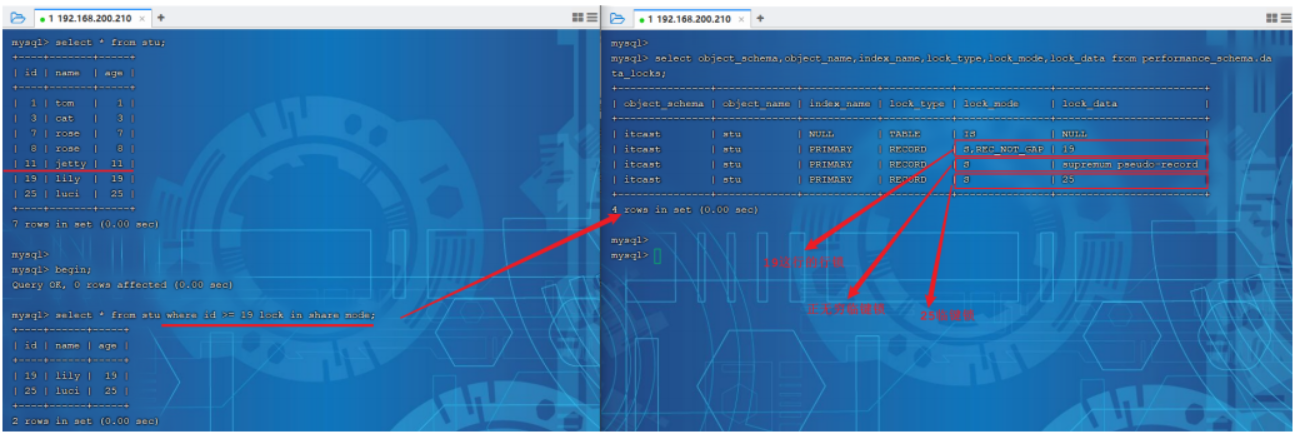 1 192.168.200.210 × +
mysql> select * from stu;
+----+-------+-----+
| id | name | age |
+----+-------+-----+
| 1 | tom | 1 |
| 3 | cat | 3 |
| 7 | rose | 7 |
| 8 | rose | 8 |
| 11 | jetty | 11 |
| 19 | lily | 19 |
| 25 | luci | 25 |
+----+-------+-----+
7 rows in set (0.00 sec)
mysql>
mysql> begin;
Query OK, 0 rows affected (0.00 sec)
mysql> select * from stu where id >= 19 lock in share mode;
+----+------+-----+
| id | name | age |
+----+------+-----+
| 19 | lily | 19 |
| 25 | luci | 25 |
+----+------+-----+
2 rows in set (0.00 sec)
1 192.168.200.210 × +
mysql>
mysql> select object_schema,object_name,index_name,lock_type,lock_mode,lock_data from performance_schema.da
ta_locks;
+---------------+-------------+------------+-----------+---------------+------------------------+
| object_schema | object_name | index_name | lock_type | lock_mode | lock_data |
+---------------+-------------+------------+-----------+---------------+------------------------+
| itcast | stu | NULL | TABLE | IS | NULL |
| itcast | stu | PRIMARY | RECORD | S,REC_NOT_GAP | 19 |
| itcast | stu | PRIMARY | RECORD | S | supremum pseudo-record |
| itcast | stu | PRIMARY | RECORD | S | 25 |
+---------------+-------------+------------+-----------+---------------+------------------------+
4 rows in set (0.00 sec)
mysql>
mysql>
19这行的行锁
正无穷临键锁
25临键锁